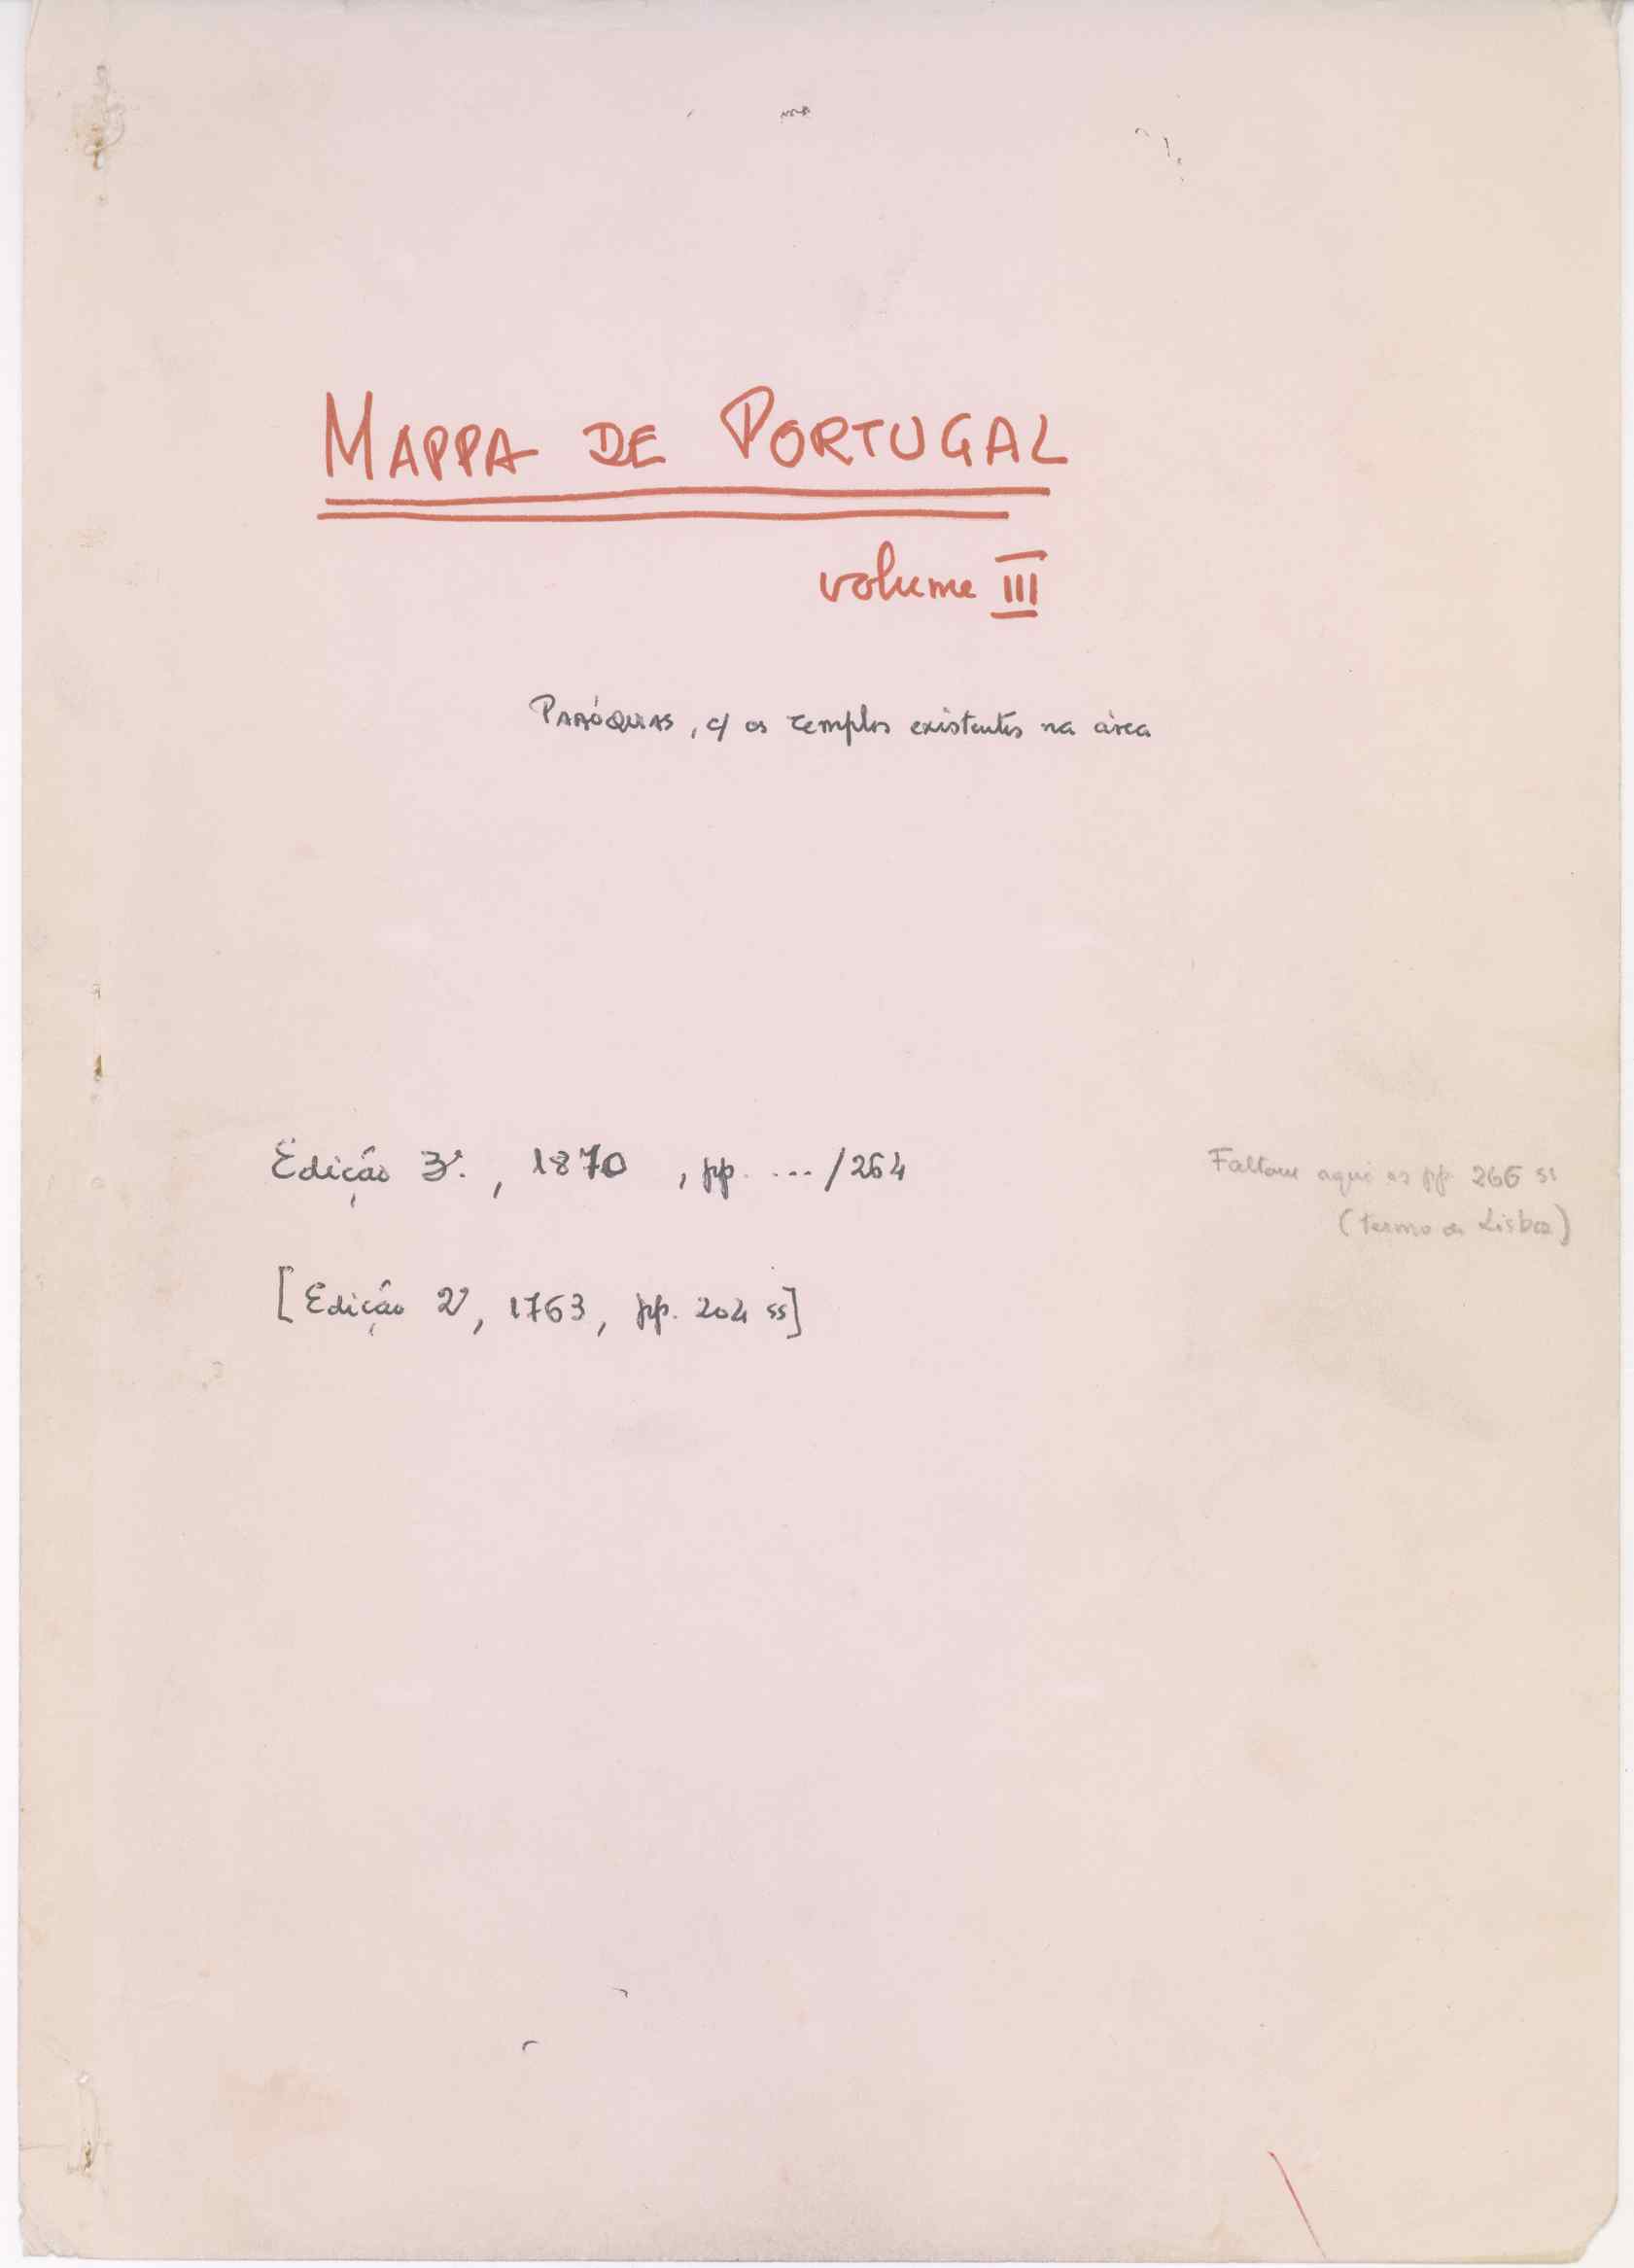 MAPPA DE PORTUGAL
volume III
PARÓQUIAS, c/ os templos existentes na área
Edição 3ª., 1870, pp. ... /264
Faltam aqui as pp. 266 ss
(termo de Lisboa)
[Edição 2ª, 1763, pp. 204 ss]